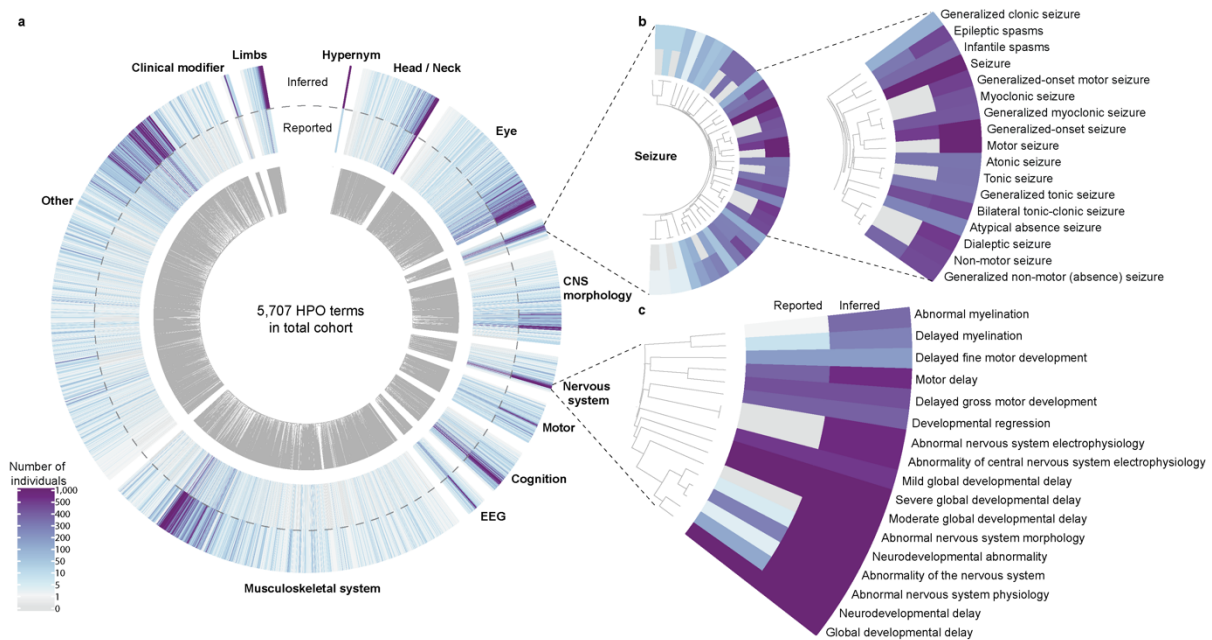 a
Limbs
Hypernym
Clinical modifier
Head / Neck
Inferred
Reported
Eye
Other
CNS
morphology
5,707 HPO terms
in total cohort
Nervous
system
Motor
Cognition
EEG
Musculoskeletal system
Number of
individuals
1,000
500
400
300
200
100
50
10
5
1
0
b
Seizure
Generalized clonic seizure
Epileptic spasms
Infantile spasms
Seizure
Generalized-onset motor seizure
Myoclonic seizure
Generalized myoclonic seizure
Generalized-onset seizure
Motor seizure
Atonic seizure
Tonic seizure
Generalized tonic seizure
Bilateral tonic-clonic seizure
Atypical absence seizure
Dialeptic seizure
Non-motor seizure
Generalized non-motor (absence) seizure
c
Reported
Inferred
Abnormal myelination
Delayed myelination
Delayed fine motor development
Motor delay
Delayed gross motor development
Developmental regression
Abnormal nervous system electrophysiology
Abnormality of central nervous system electrophysiology
Mild global developmental delay
Severe global developmental delay
Moderate global developmental delay
Abnormal nervous system morphology
Neurodevelopmental abnormality
Abnormality of the nervous system
Abnormal nervous system physiology
Neurodevelopmental delay
Global developmental delay